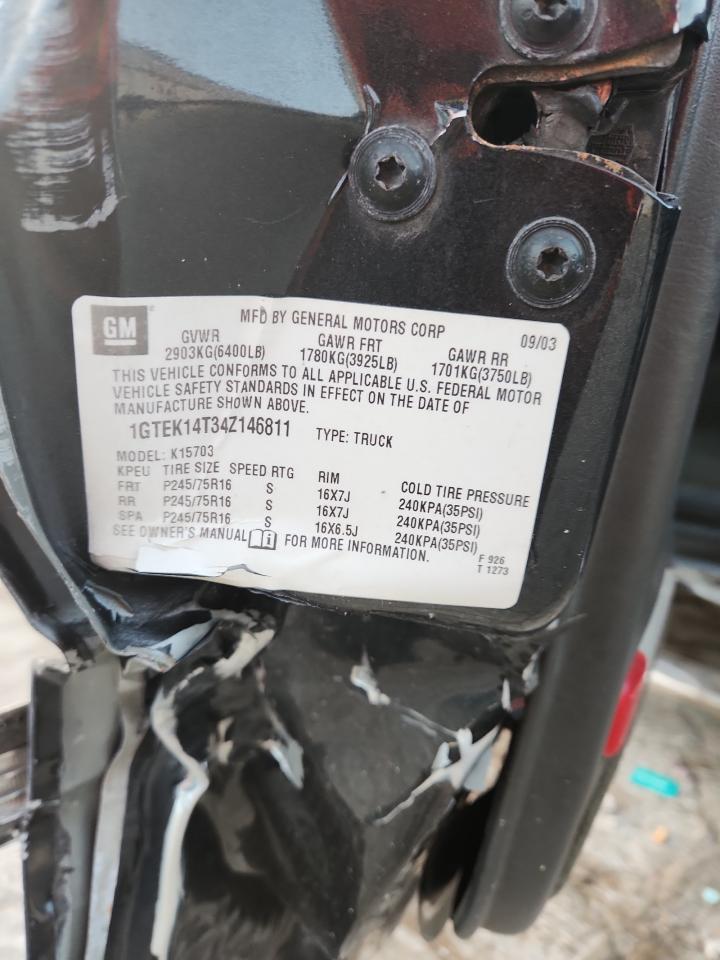 GM
MFD BY GENERAL MOTORS CORP 09/03
GVWR GAWR FRT GAWR RR
2903KG(6400LB) 1780KG(3925LB) 1701KG(3750LB)
THIS VEHICLE CONFORMS TO ALL APPLICABLE U.S. FEDERAL MOTOR
VEHICLE SAFETY STANDARDS IN EFFECT ON THE DATE OF
MANUFACTURE SHOWN ABOVE.
1GTEK14T34Z146811 TYPE: TRUCK
MODEL: K15703
KPEU TIRE SIZE SPEED RTG RIM COLD TIRE PRESSURE
FRT P245/75R16 S 16X7J 240KPA(35PSI)
RR P245/75R16 S 16X7J 240KPA(35PSI)
SPA P245/75R16 S 16X6.5J 240KPA(35PSI)
SEE OWNER'S MANUAL FOR MORE INFORMATION.
F 926
T 1273